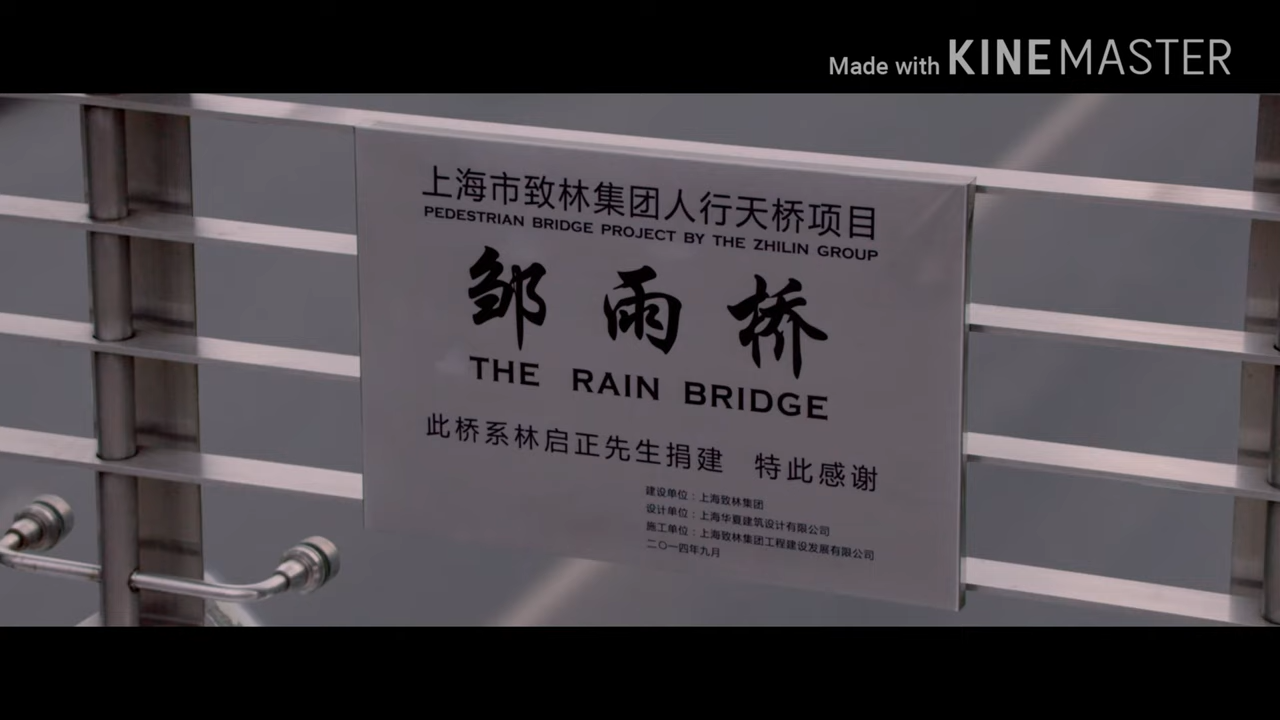 Made with KINEMASTER
上海市致林集团人行天桥项目
PEDESTRIAN BRIDGE PROJECT BY THE ZHILIN GROUP
邹雨桥
THE RAIN BRIDGE
此桥系林启正先生捐建 特此感谢
建设单位：上海致林集团
设计单位：上海华夏建筑设计有限公司
施工单位：上海致林集团工程建设发展有限公司
二〇一四年九月